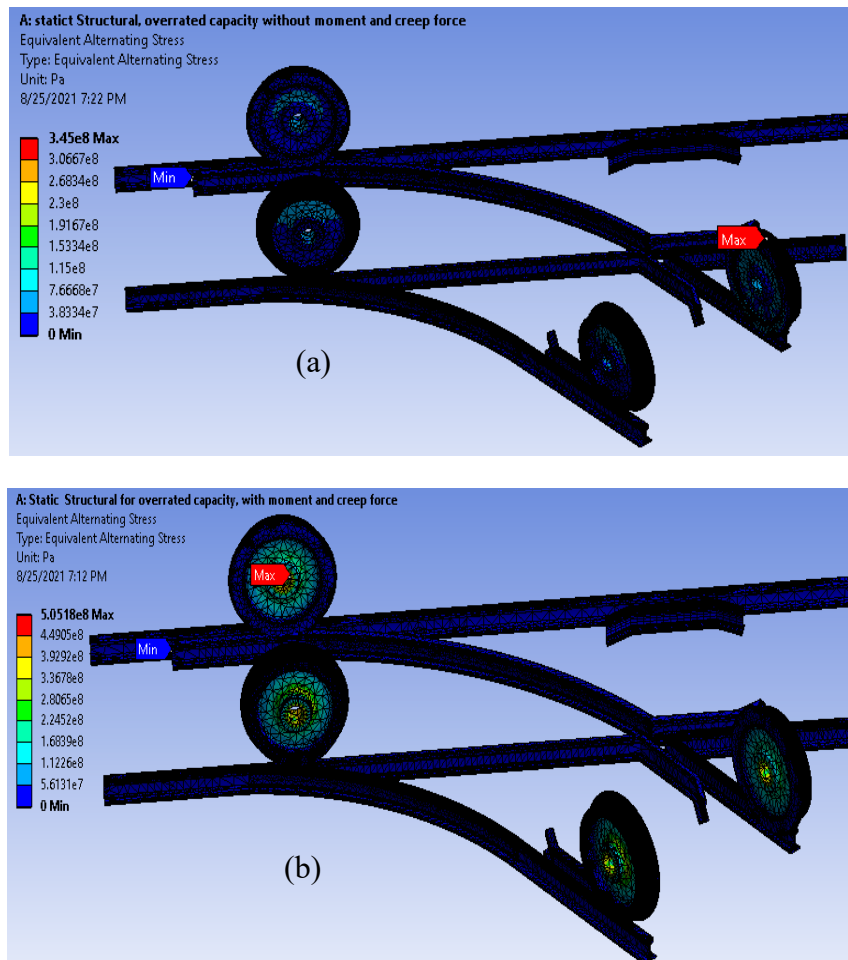 A: statict Structural, overrated capacity without moment and creep force
Equivalent Alternating Stress
Type: Equivalent Alternating Stress
Unit: Pa
8/25/2021 7:22 PM
3.45e8 Max
3.0667e8
2.6834e8
2.3e8
1.9167e8
1.5334e8
1.15e8
7.6668e7
3.8334e7
0 Min
Min
Max
(a)
A: Static Structural for overrated capacity, with moment and creep force
Equivalent Alternating Stress
Type: Equivalent Alternating Stress
Unit: Pa
8/25/2021 7:12 PM
5.0518e8 Max
4.4905e8
3.9292e8
3.3678e8
2.8065e8
2.2452e8
1.6839e8
1.1226e8
5.6131e7
0 Min
Max
Min
(b)